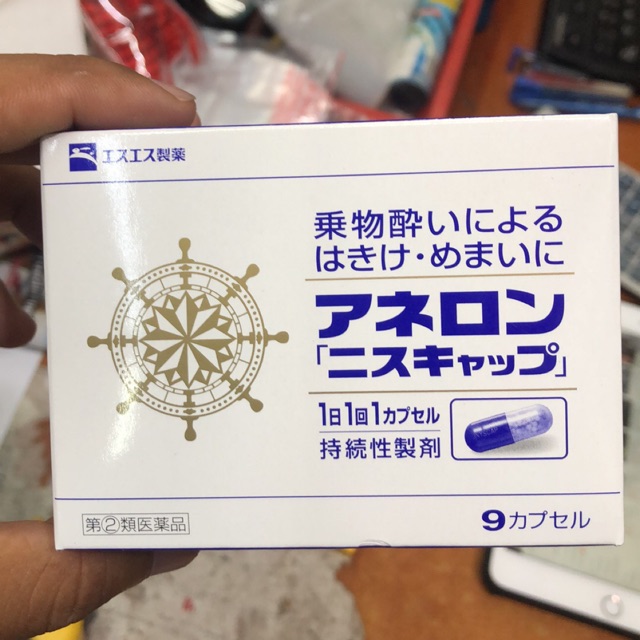 エスエス製薬
乗物酔いによる
はきけ・めまいに
アネロン
「ニスキャップ」
1日1回1カプセル
持続性製剤
指②類医薬品
9カプセル